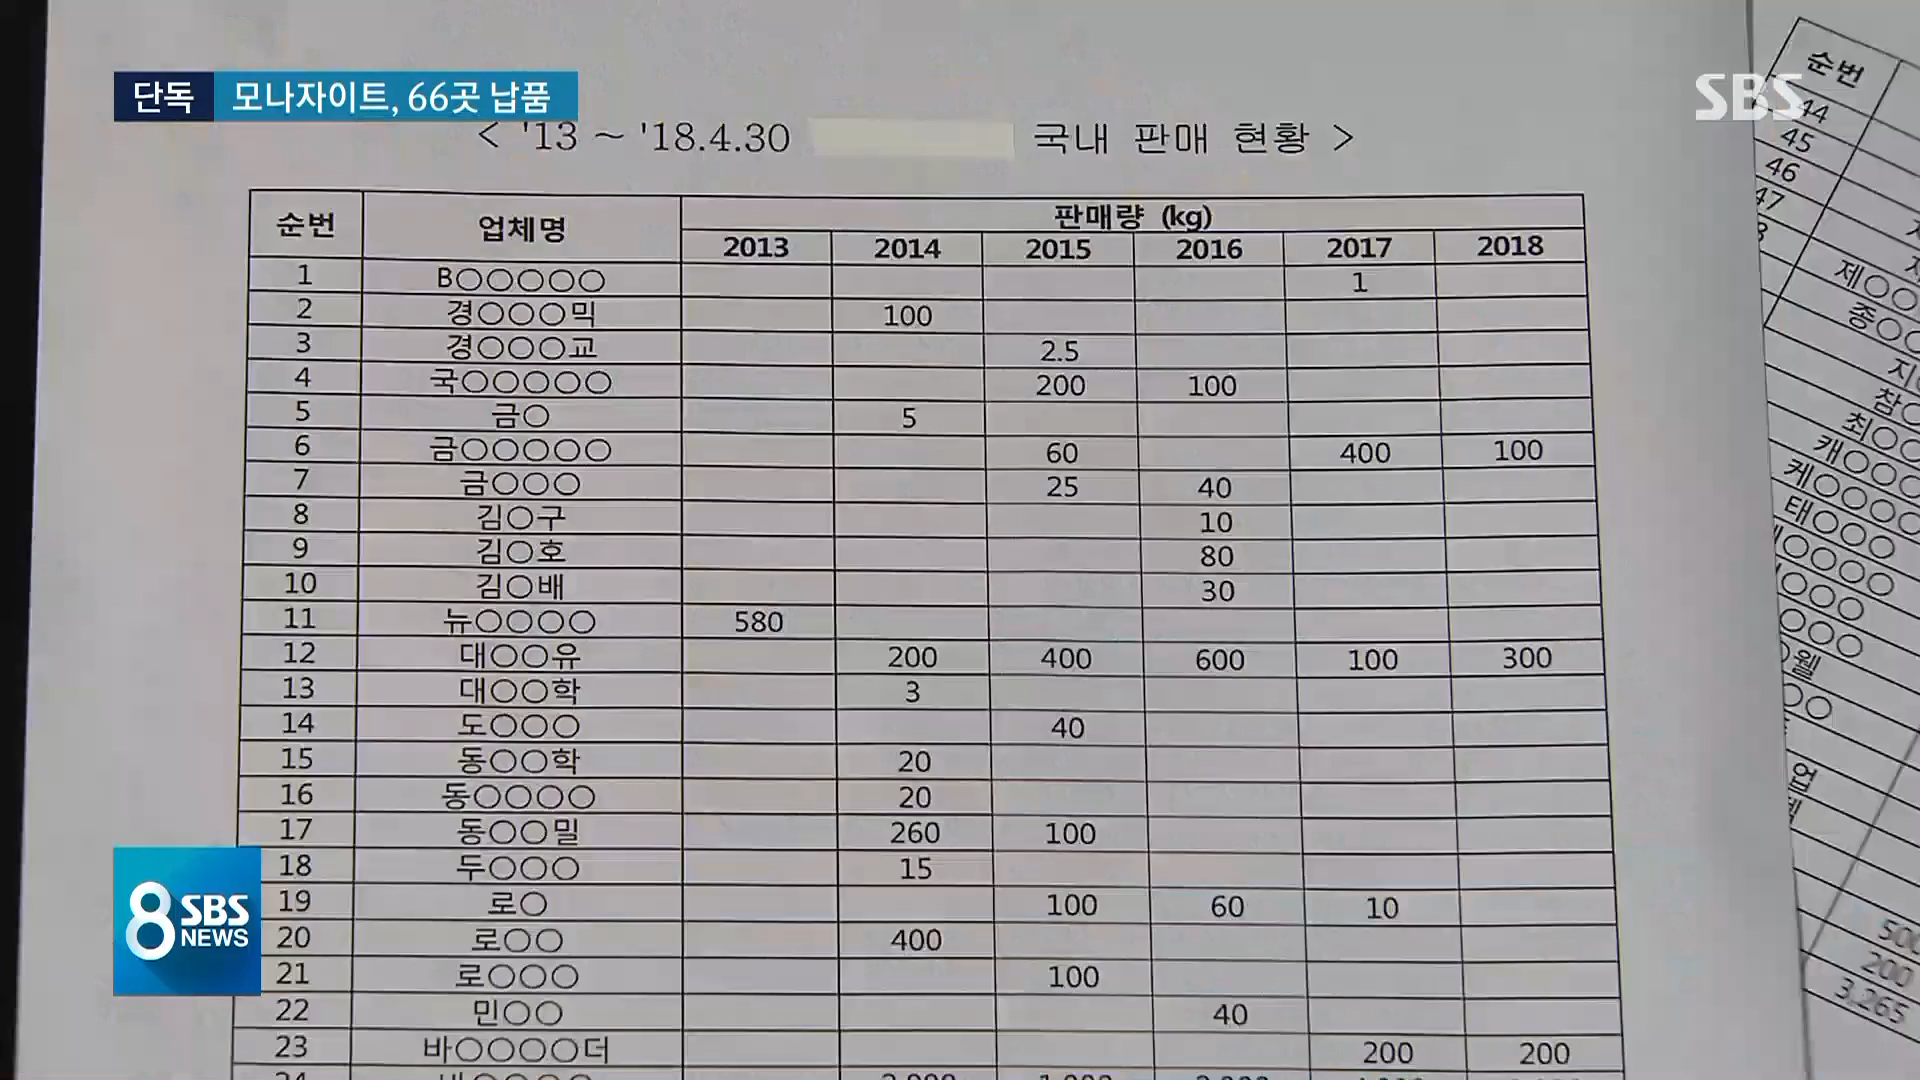 단독 모나자이트, 66곳 납품
SBS
< '13 ~ '18.4.30 국내 판매 현황 >
순번 업체명 판매량 (kg)
2013 2014 2015 2016 2017 2018
1 B○○○○○ 1
2 경○○○믹 100
3 경○○○교 2.5
4 국○○○○○ 200 100
5 금○ 5
6 금○○○○○ 60 400 100
7 금○○○ 25 40
8 김○구 10
9 김○호 80
10 김○배 30
11 뉴○○○○ 580
12 대○○유 200 400 600 100 300
13 대○○학 3
14 도○○○ 40
15 동○○학 20
16 동○○○○ 20
17 동○○밀 260 100
18 두○○○ 15
19 로○ 100 60 10
20 로○○ 400
21 로○○○ 100
22 민○○ 40
23 바○○○○더 200 200
순번
44
45
46
47
제○○
종○○
참○
최○○
캐○○○
케○○○○
태○○○
○○○○
○○○
○○○
○웰
○○
업
500
200
3,265
8 SBS
NEWS